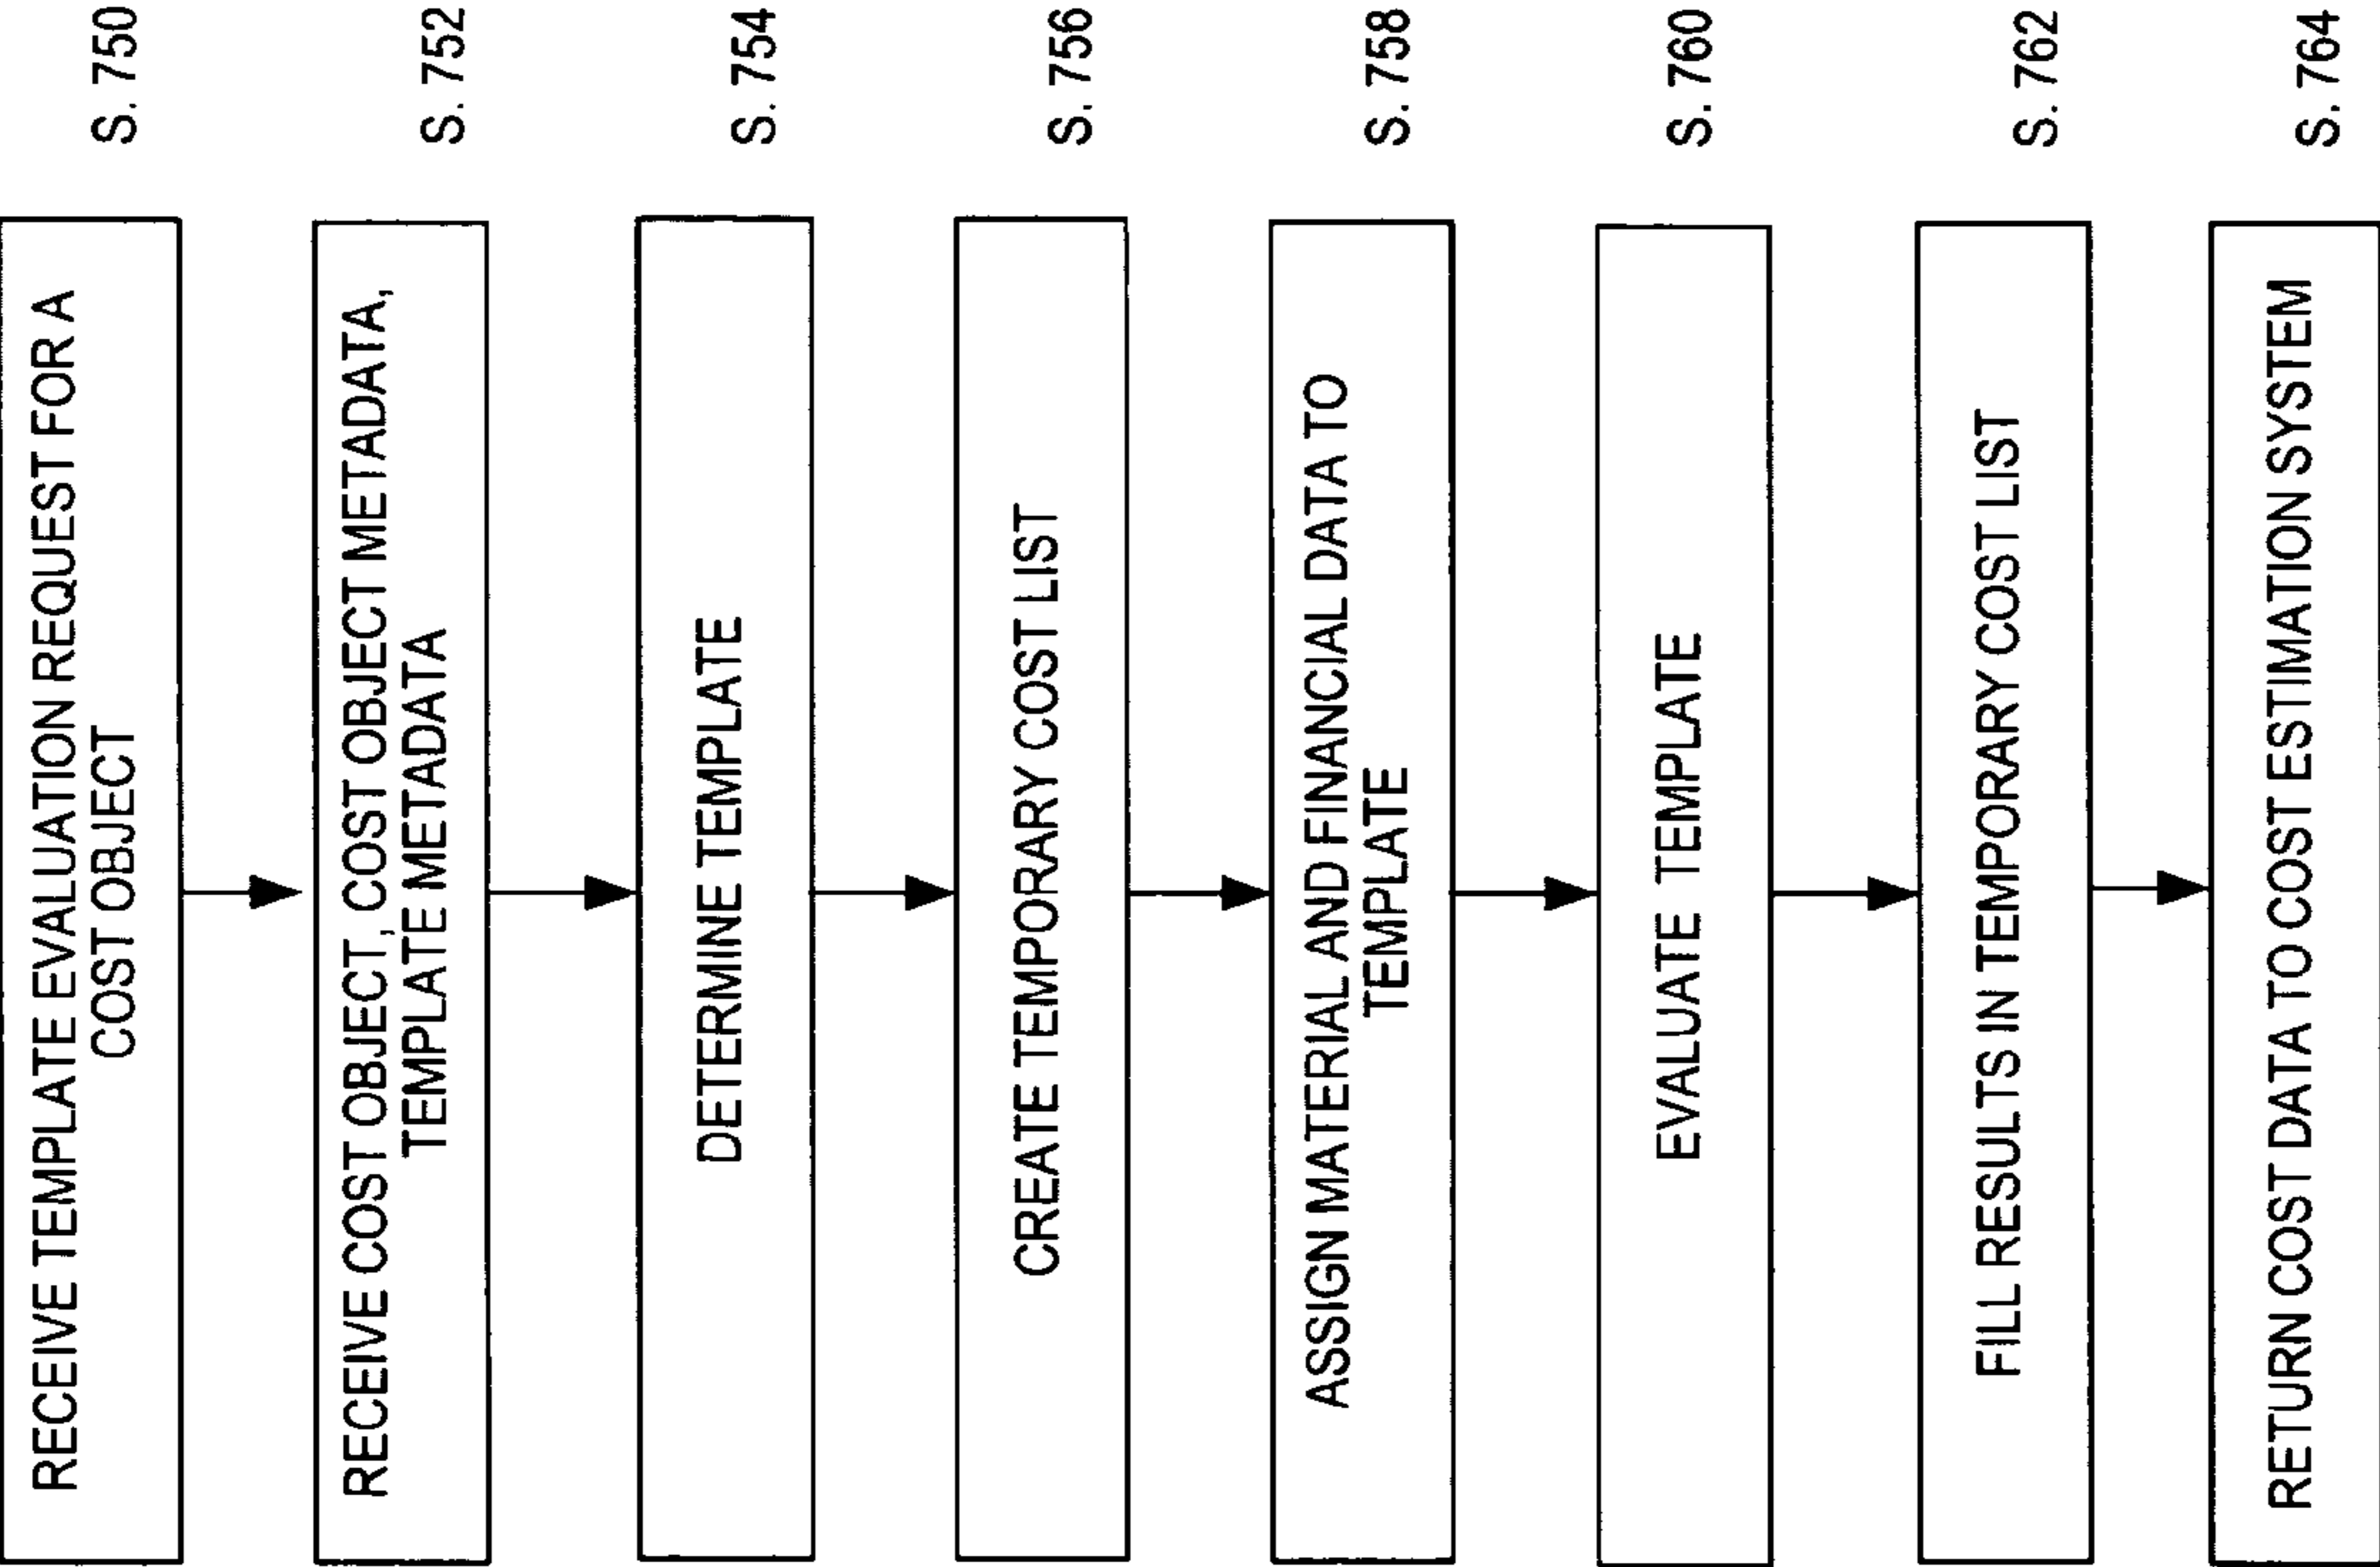 RECEIVE TEMPLATE EVALUATION REQUEST FOR A
COST OBJECT
S. 750
RECEIVE COST OBJECT, COST OBJECT METADATA,
TEMPLATE METADATA
S. 752
DETERMINE TEMPLATE
S. 754
CREATE TEMPORARY COST LIST
S. 756
ASSIGN MATERIAL AND FINANCIAL DATA TO
TEMPLATE
S. 758
EVALUATE TEMPLATE
S. 760
FILL RESULTS IN TEMPORARY COST LIST
S. 762
RETURN COST DATA TO COST ESTIMATION SYSTEM
S. 764